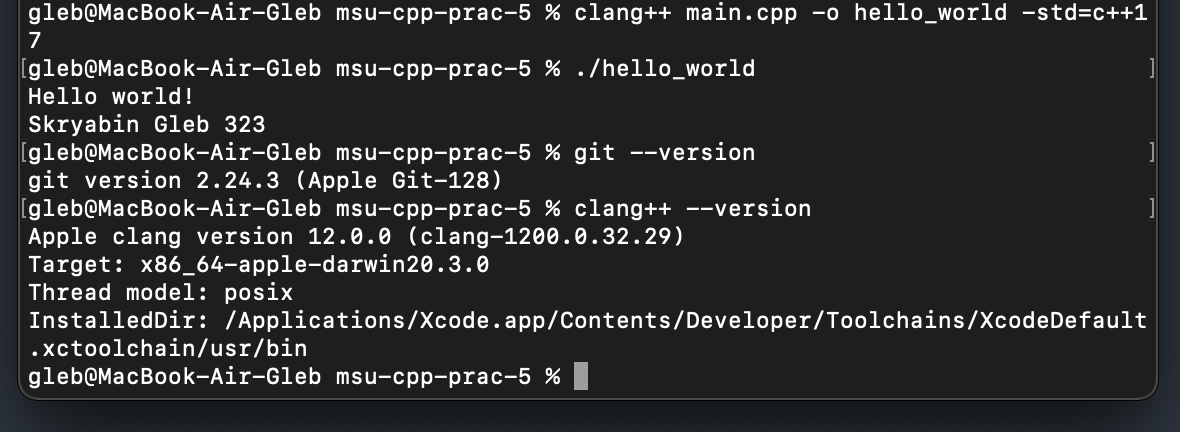 gleb@MacBook-Air-Gleb msu-cpp-prac-5 % clang++ main.cpp -o hello_world -std=c++1
7
[gleb@MacBook-Air-Gleb msu-cpp-prac-5 % ./hello_world ]
Hello world!
Skryabin Gleb 323
[gleb@MacBook-Air-Gleb msu-cpp-prac-5 % git --version ]
git version 2.24.3 (Apple Git-128)
[gleb@MacBook-Air-Gleb msu-cpp-prac-5 % clang++ --version ]
Apple clang version 12.0.0 (clang-1200.0.32.29)
Target: x86_64-apple-darwin20.3.0
Thread model: posix
InstalledDir: /Applications/Xcode.app/Contents/Developer/Toolchains/XcodeDefault
.xctoolchain/usr/bin
gleb@MacBook-Air-Gleb msu-cpp-prac-5 %